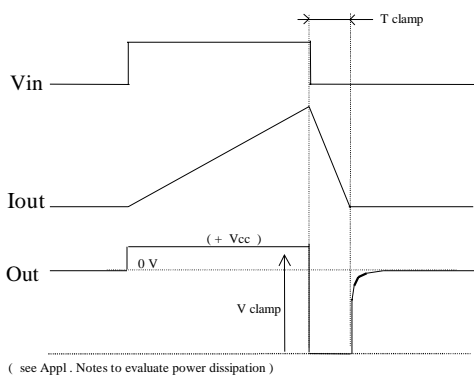 T clamp
Vin
Iout
( + Vcc )
0 V
Out
V clamp
( see Appl . Notes to evaluate power dissipation )